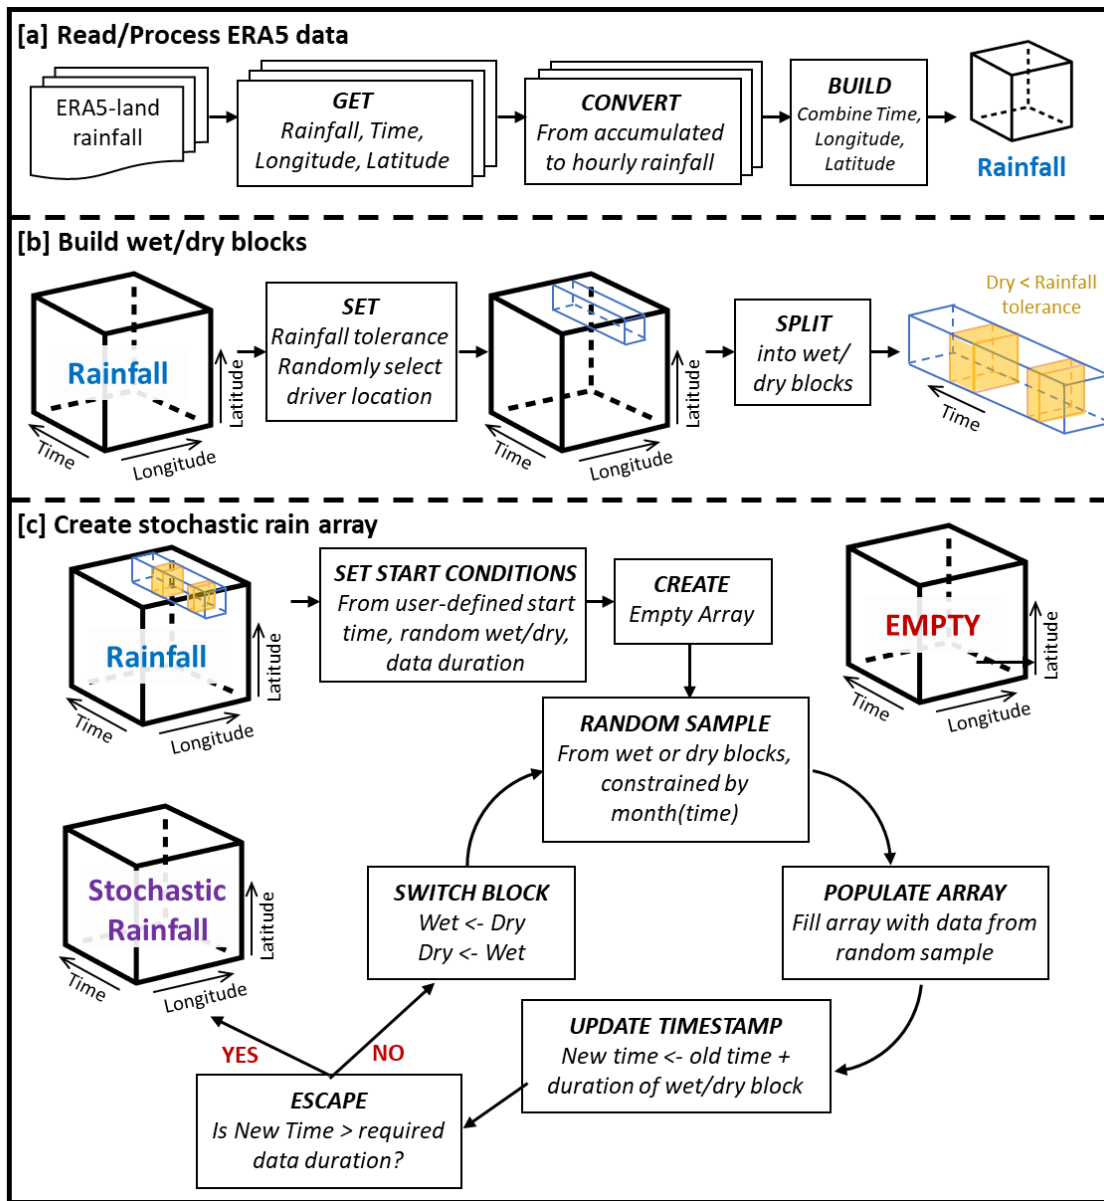 [a] Read/Process ERA5 data
ERA5-land
rainfall
GET
Rainfall, Time,
Longitude, Latitude
CONVERT
From accumulated
to hourly rainfall
BUILD
Combine Time,
Longitude,
Latitude
Rainfall
[b] Build wet/dry blocks
Rainfall
Latitude
Time
Longitude
SET
Rainfall tolerance
Randomly select
driver location
Latitude
Time
Longitude
SPLIT
into wet/
dry blocks
Dry < Rainfall
tolerance
Time
[c] Create stochastic rain array
Rainfall
Latitude
Time
Longitude
SET START CONDITIONS
From user-defined start
time, random wet/dry,
data duration
CREATE
Empty Array
EMPTY
Latitude
Time
Longitude
RANDOM SAMPLE
From wet or dry blocks,
constrained by
month(time)
POPULATE ARRAY
Fill array with data from
random sample
UPDATE TIMESTAMP
New time <- old time +
duration of wet/dry block
ESCAPE
Is New Time > required
data duration?
YES
NO
SWITCH BLOCK
Wet <- Dry
Dry <- Wet
Stochastic
Rainfall
Latitude
Time
Longitude